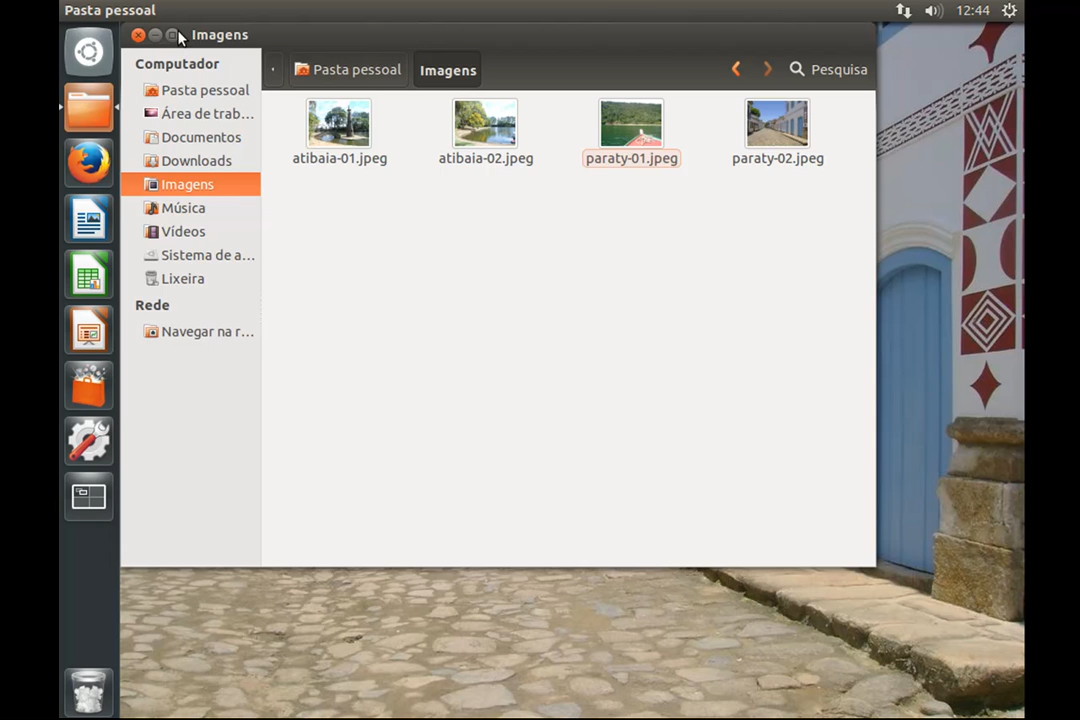 Pasta pessoal
12:44
Imagens
Computador
Pasta pessoal
Área de trab...
Documentos
Downloads
Imagens
Música
Vídeos
Sistema de a...
Lixeira
Rede
Navegar na r...
Pasta pessoal
Imagens
Pesquisa
atibaia-01.jpeg
atibaia-02.jpeg
paraty-01.jpeg
paraty-02.jpeg